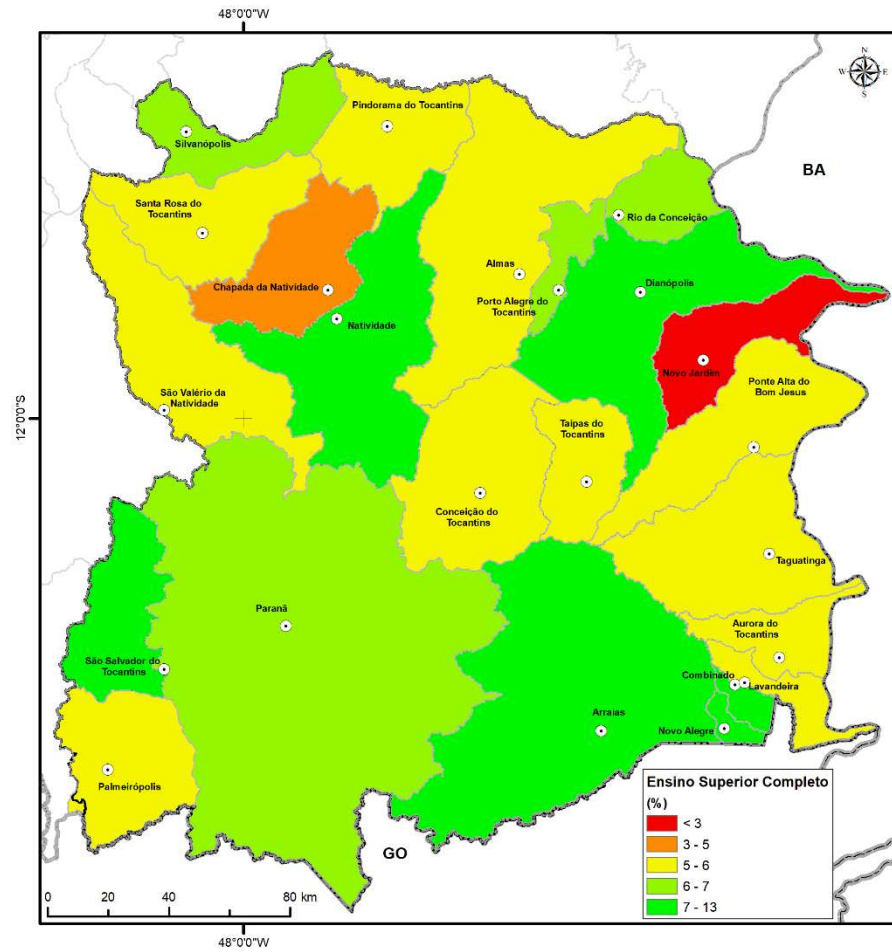 48°0'0"W
N
W E
S
BA
Pindorama do Tocantins
Silvanópolis
Santa Rosa do
Tocantins
Rio da Conceição
Almas
Chapada da Natividade
Porto Alegre do
Tocantins
Dianópolis
Natividade
Novo Jardim
São Valério da
Natividade
Ponte Alta do
Bom Jesus
12°0'0"S
Taipas do
Tocantins
Conceição do
Tocantins
Taguatinga
Paranã
Aurora do
Tocantins
São Salvador do
Tocantins
Combinado
Lavandeira
Arraias
Novo Alegre
Palmeirópolis
GO
Ensino Superior Completo
(%)
< 3
3 - 5
5 - 6
6 - 7
7 - 13
0 20 40 60 80 km
48°0'0"W